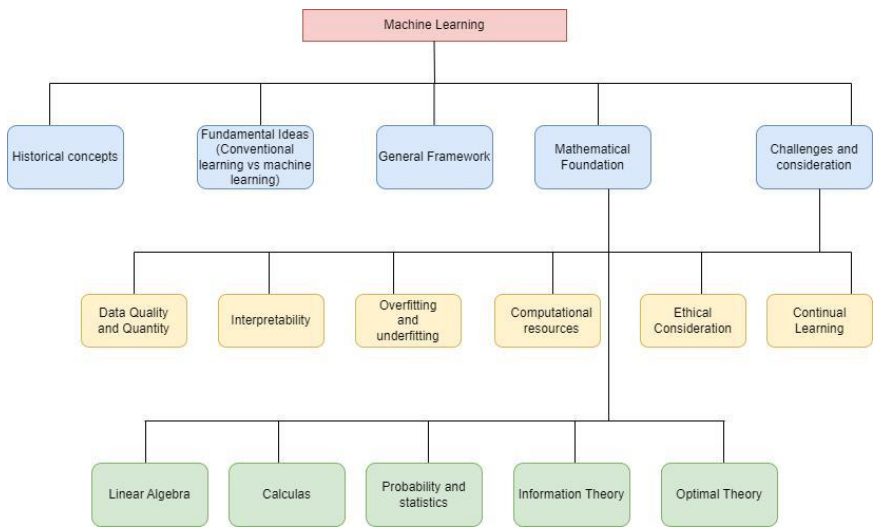 Machine Learning
Historical concepts
Fundamental Ideas
(Conventional
learning vs machine
learning)
General Framework
Mathematical
Foundation
Challenges and
consideration
Data Quality
and Quantity
Interpretability
Overfitting
and
underfitting
Computational
resources
Ethical
Consideration
Continual
Learning
Linear Algebra
Calculas
Probability and
statistics
Information Theory
Optimal Theory